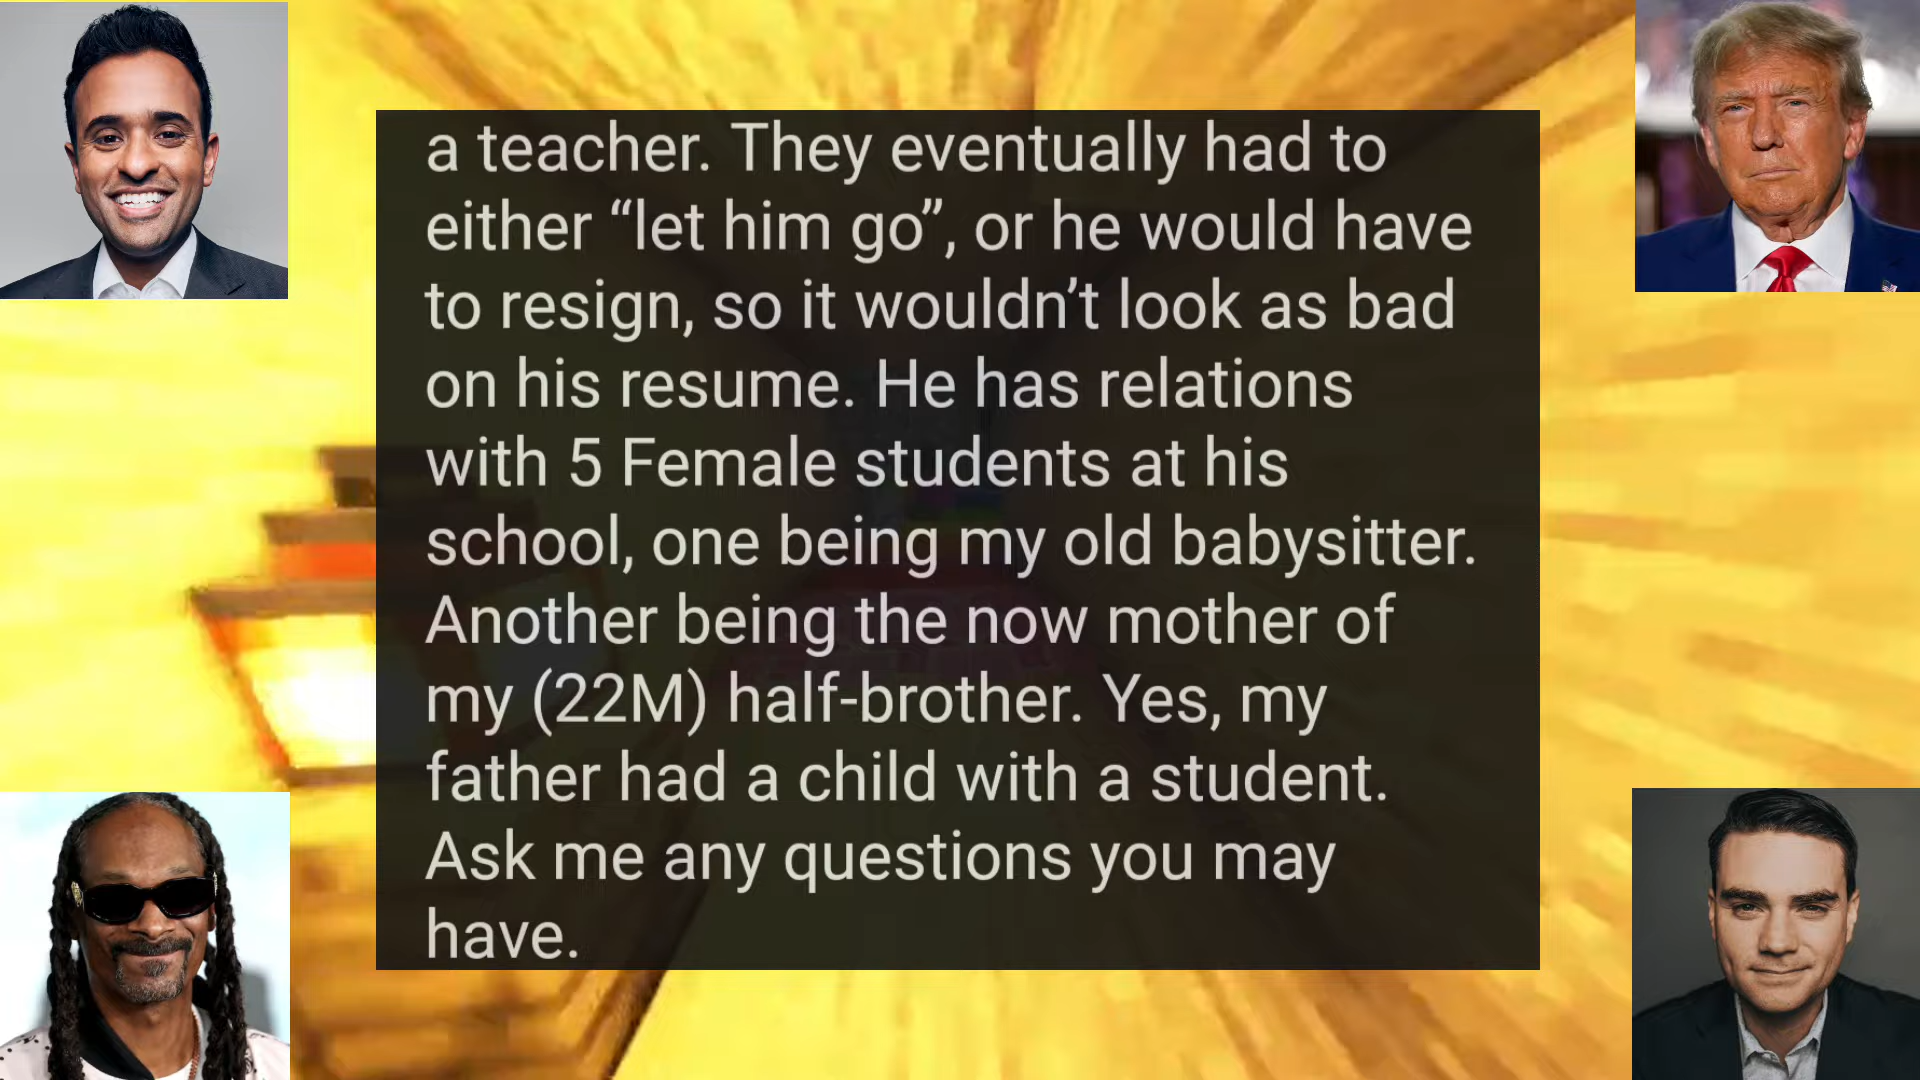 a teacher. They eventually had to
either “let him go”, or he would have
to resign, so it wouldn’t look as bad
on his resume. He has relations
with 5 Female students at his
school, one being my old babysitter.
Another being the now mother of
my (22M) half-brother. Yes, my
father had a child with a student.
Ask me any questions you may
have.